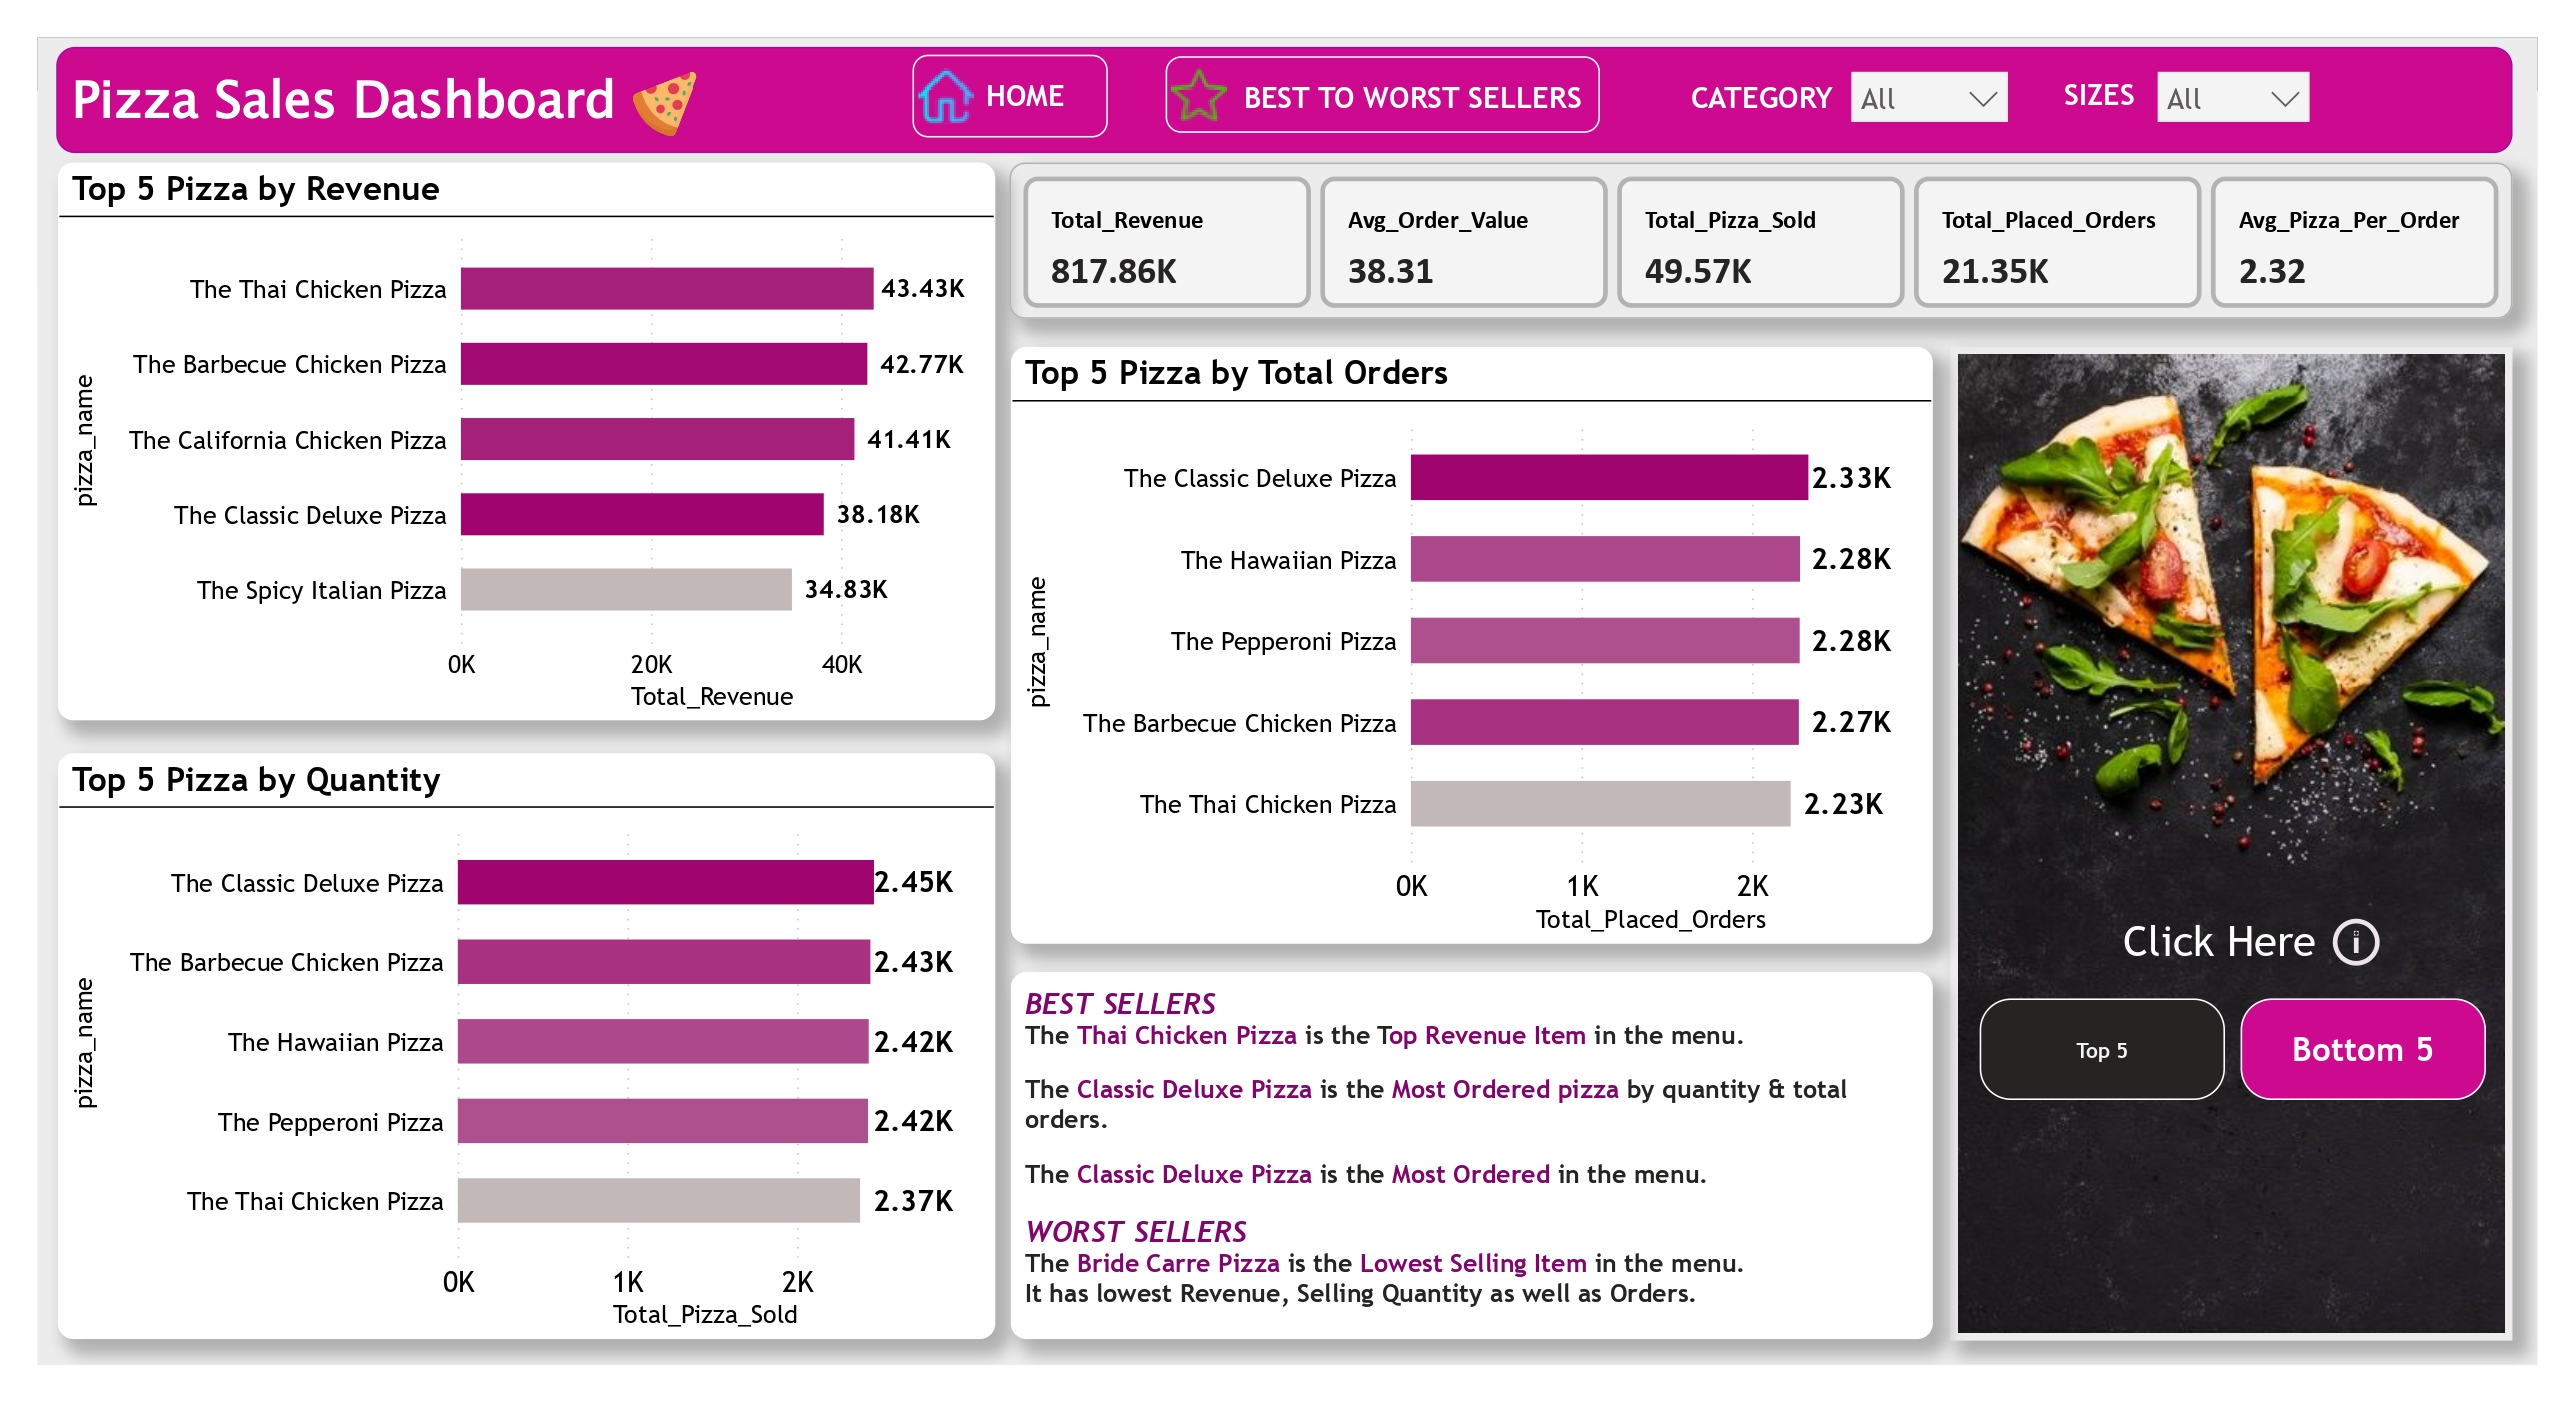 Pizza Sales Dashboard
HOME
BEST TO WORST SELLERS
CATEGORY
All
SIZES
All
Top 5 Pizza by Revenue
pizza_name
The Thai Chicken Pizza 43.43K
The Barbecue Chicken Pizza 42.77K
The California Chicken Pizza 41.41K
The Classic Deluxe Pizza 38.18K
The Spicy Italian Pizza 34.83K
0K 20K 40K
Total_Revenue
Total_Revenue
817.86K
Avg_Order_Value
38.31
Total_Pizza_Sold
49.57K
Total_Placed_Orders
21.35K
Avg_Pizza_Per_Order
2.32
Top 5 Pizza by Total Orders
pizza_name
The Classic Deluxe Pizza 2.33K
The Hawaiian Pizza 2.28K
The Pepperoni Pizza 2.28K
The Barbecue Chicken Pizza 2.27K
The Thai Chicken Pizza 2.23K
0K 1K 2K
Total_Placed_Orders
Top 5 Pizza by Quantity
pizza_name
The Classic Deluxe Pizza 2.45K
The Barbecue Chicken Pizza 2.43K
The Hawaiian Pizza 2.42K
The Pepperoni Pizza 2.42K
The Thai Chicken Pizza 2.37K
0K 1K 2K
Total_Pizza_Sold
BEST SELLERS
The Thai Chicken Pizza is the Top Revenue Item in the menu.
The Classic Deluxe Pizza is the Most Ordered pizza by quantity & total
orders.
The Classic Deluxe Pizza is the Most Ordered in the menu.
WORST SELLERS
The Bride Carre Pizza is the Lowest Selling Item in the menu.
It has lowest Revenue, Selling Quantity as well as Orders.
Click Here
Top 5
Bottom 5